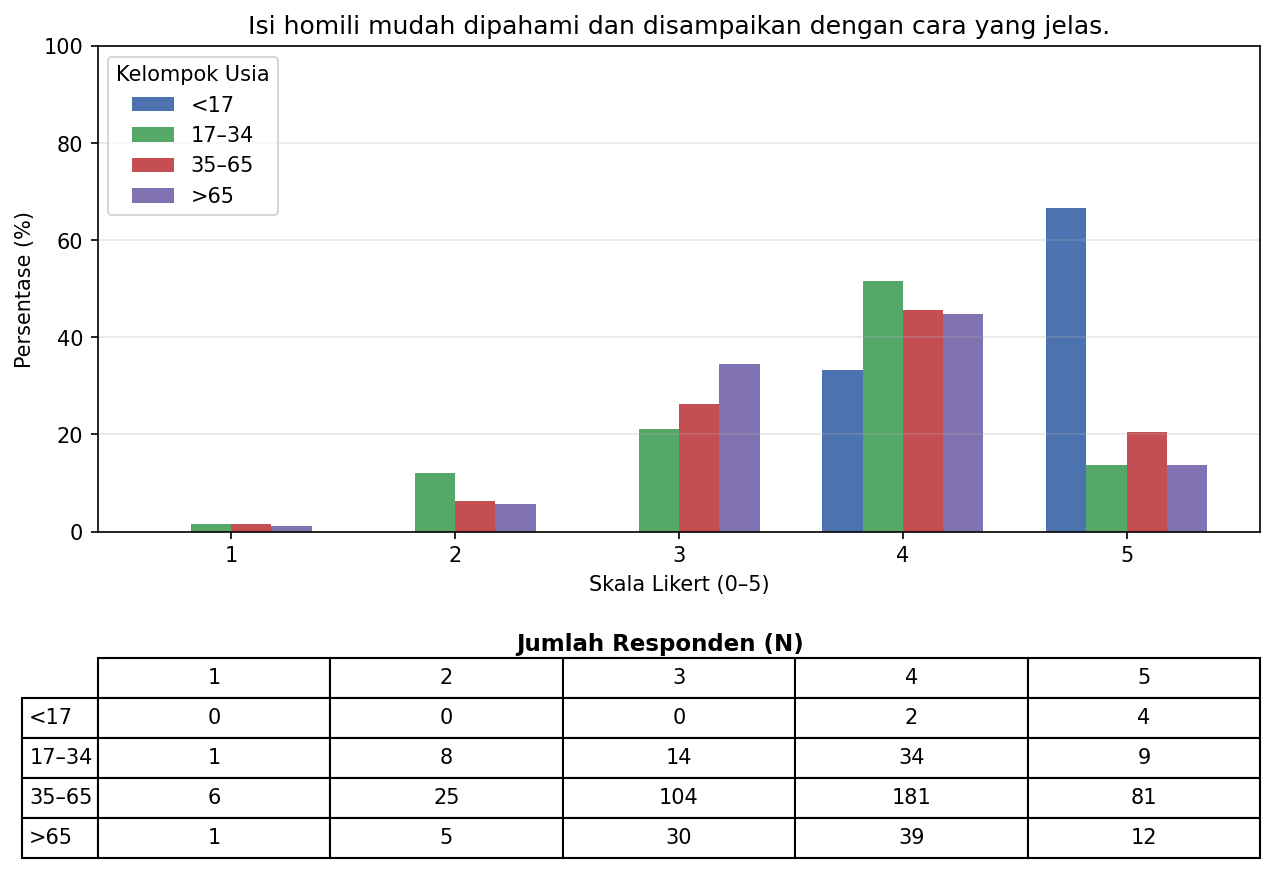 Isi homili mudah dipahami dan disampaikan dengan cara yang jelas.
100
80
60
40
20
0
Persentase (%)
Kelompok Usia
<17
17–34
35–65
>65
1 2 3 4 5
Skala Likert (0–5)
Jumlah Responden (N)
1 2 3 4 5
<17 0 0 0 2 4
17–34 1 8 14 34 9
35–65 6 25 104 181 81
>65 1 5 30 39 12